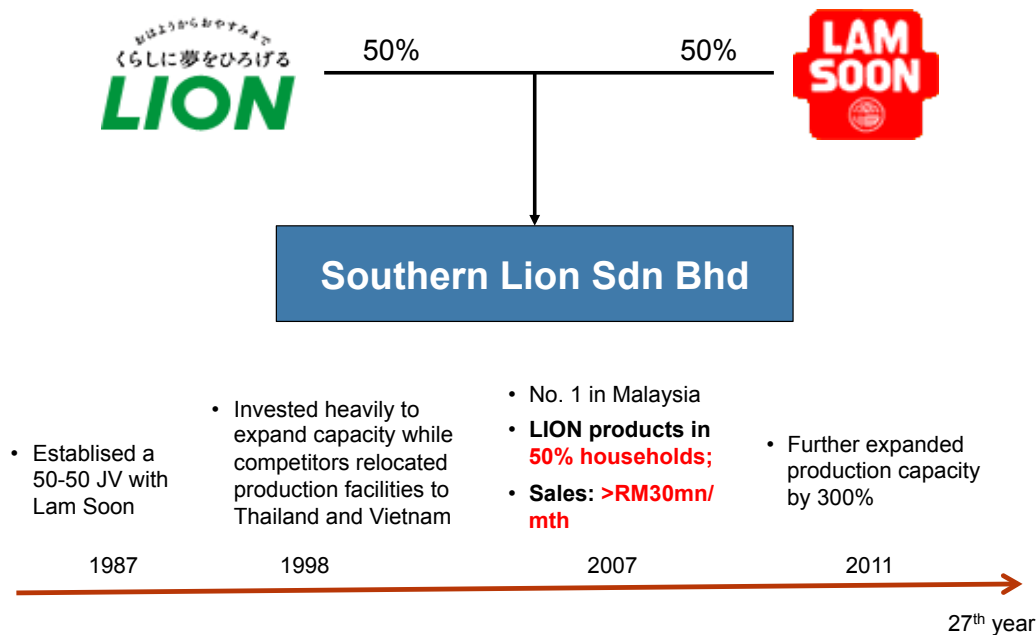 おはようからおやすみまで
くらしに夢をひろげる
LION
50%
50%
LAM
SOON
Southern Lion Sdn Bhd
• Establised a
50-50 JV with
Lam Soon
• Invested heavily to
expand capacity while
competitors relocated
production facilities to
Thailand and Vietnam
• No. 1 in Malaysia
• LION products in
50% households;
• Sales: >RM30mn/
mth
• Further expanded
production capacity
by 300%
1987
1998
2007
2011
27th year